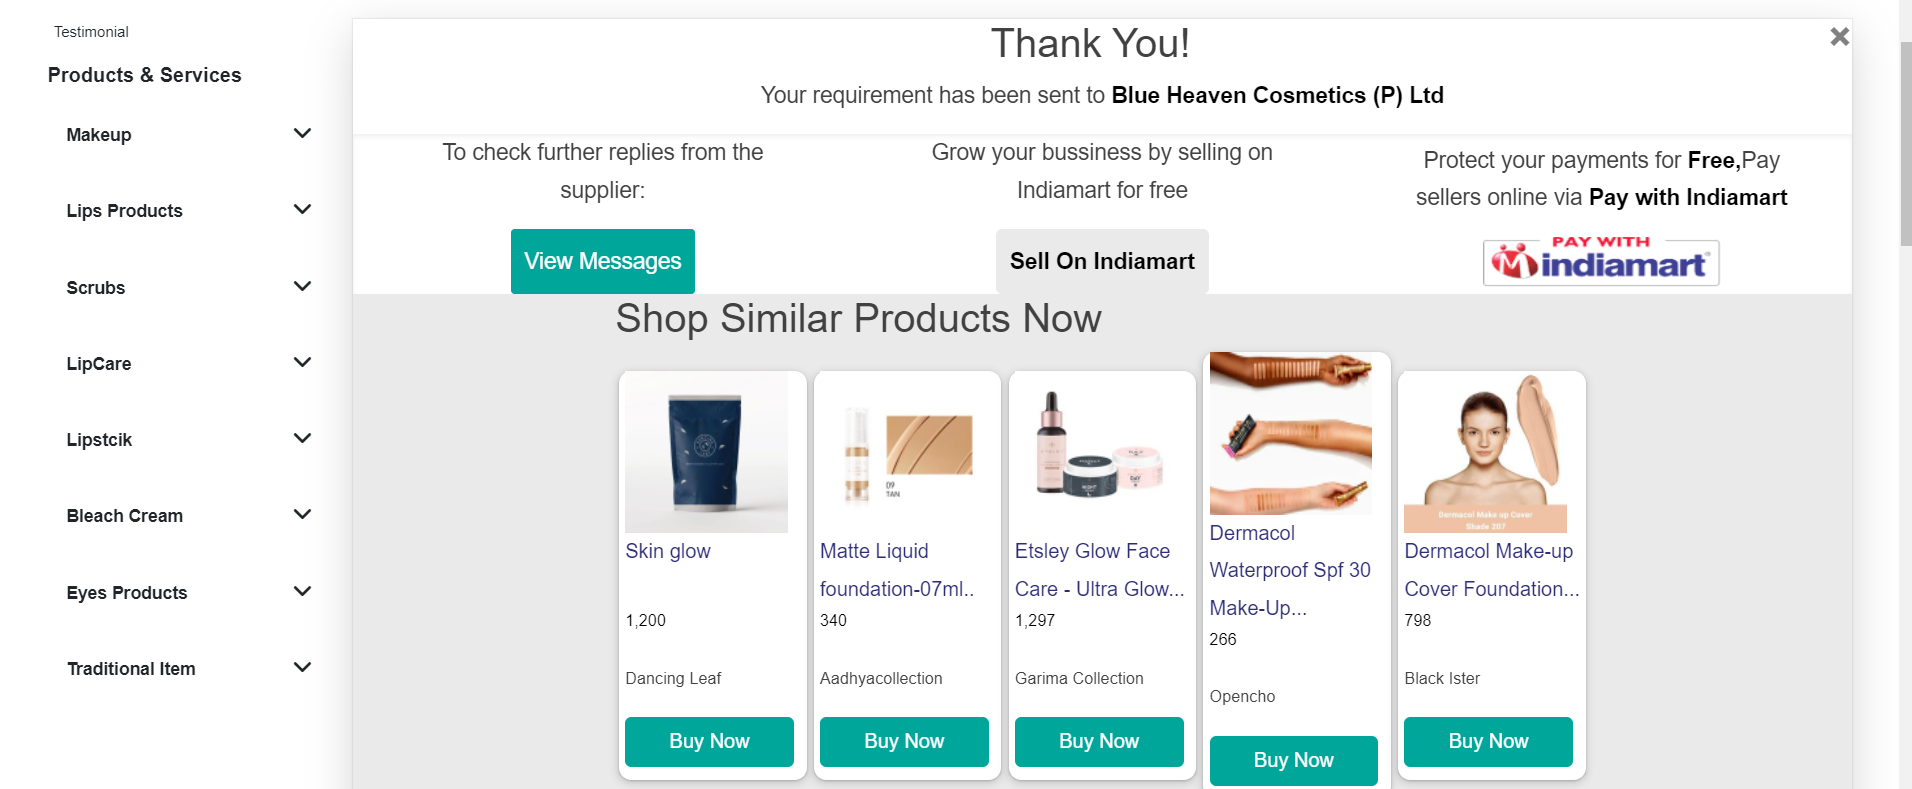 Testimonial
Products & Services
Makeup
Lips Products
Scrubs
LipCare
Lipstcik
Bleach Cream
Eyes Products
Traditional Item
Thank You!
Your requirement has been sent to Blue Heaven Cosmetics (P) Ltd
To check further replies from the
supplier:
View Messages
Grow your bussiness by selling on
Indiamart for free
Sell On Indiamart
Protect your payments for Free,Pay
sellers online via Pay with Indiamart
PAY WITH
indiamart
Shop Similar Products Now
Skin glow
1,200
Dancing Leaf
Buy Now
09
TAN
Matte Liquid
foundation-07ml..
340
Aadhyacollection
Buy Now
NIGHT
DAY
Etsley Glow Face
Care - Ultra Glow...
1,297
Garima Collection
Buy Now
Dermacol
Waterproof Spf 30
Make-Up...
266
Opencho
Buy Now
Dermacol Make up Cover
Shade 207
Dermacol Make-up
Cover Foundation...
798
Black Ister
Buy Now